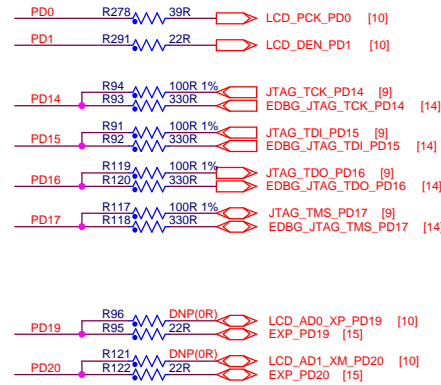 PD0 R278 39R LCD_PCK_PD0 [10]
PD1 R291 22R LCD_DEN_PD1 [10]
R94 100R 1% JTAG_TCK_PD14 [9]
PD14 R93 330R EDBG_JTAG_TCK_PD14 [14]
R91 100R 1% JTAG_TDI_PD15 [9]
PD15 R92 330R EDBG_JTAG_TDI_PD15 [14]
R119 100R 1% JTAG_TDO_PD16 [9]
PD16 R120 330R EDBG_JTAG_TDO_PD16 [14]
R117 100R 1% JTAG_TMS_PD17 [9]
PD17 R118 330R EDBG_JTAG_TMS_PD17 [14]
R96 DNP(0R) LCD_AD0_XP_PD19 [10]
PD19 R95 22R EXP_PD19 [15]
R121 DNP(0R) LCD_AD1_XM_PD20 [10]
PD20 R122 22R EXP_PD20 [15]